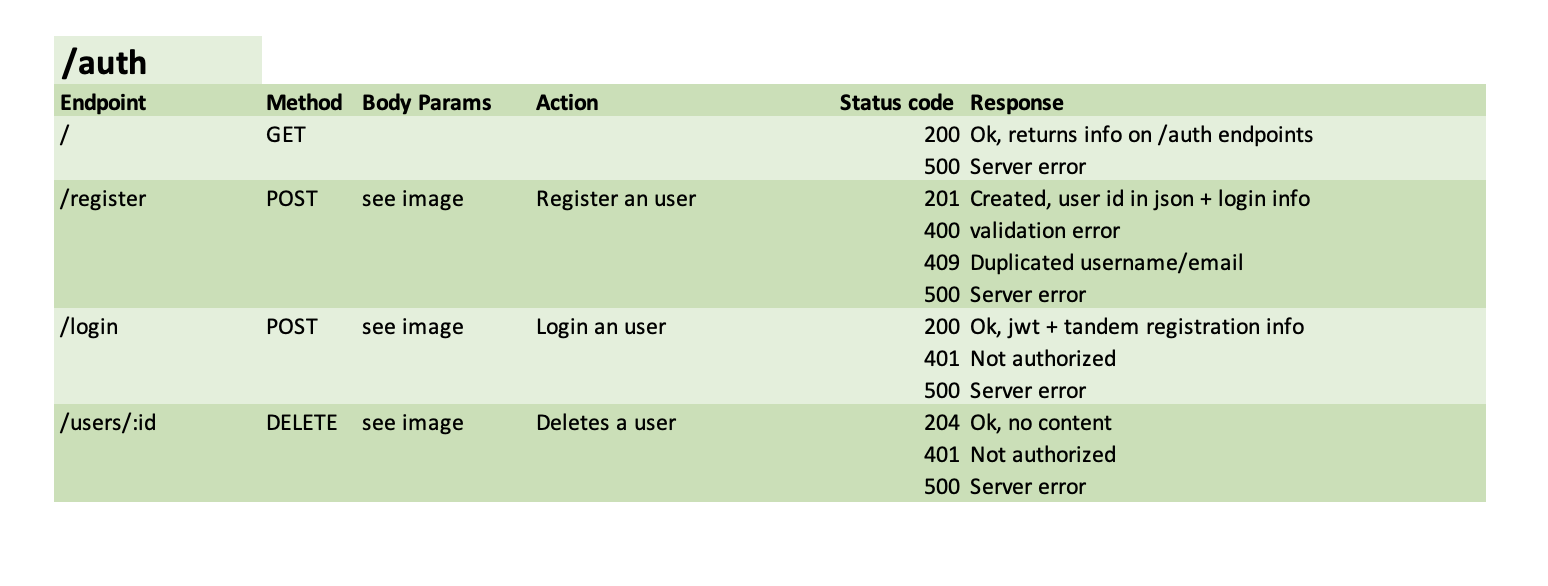 /auth
Endpoint Method Body Params Action Status code Response
/ GET 200 Ok, returns info on /auth endpoints
500 Server error
/register POST see image Register an user 201 Created, user id in json + login info
400 validation error
409 Duplicated username/email
500 Server error
/login POST see image Login an user 200 Ok, jwt + tandem registration info
401 Not authorized
500 Server error
/users/:id DELETE see image Deletes a user 204 Ok, no content
401 Not authorized
500 Server error